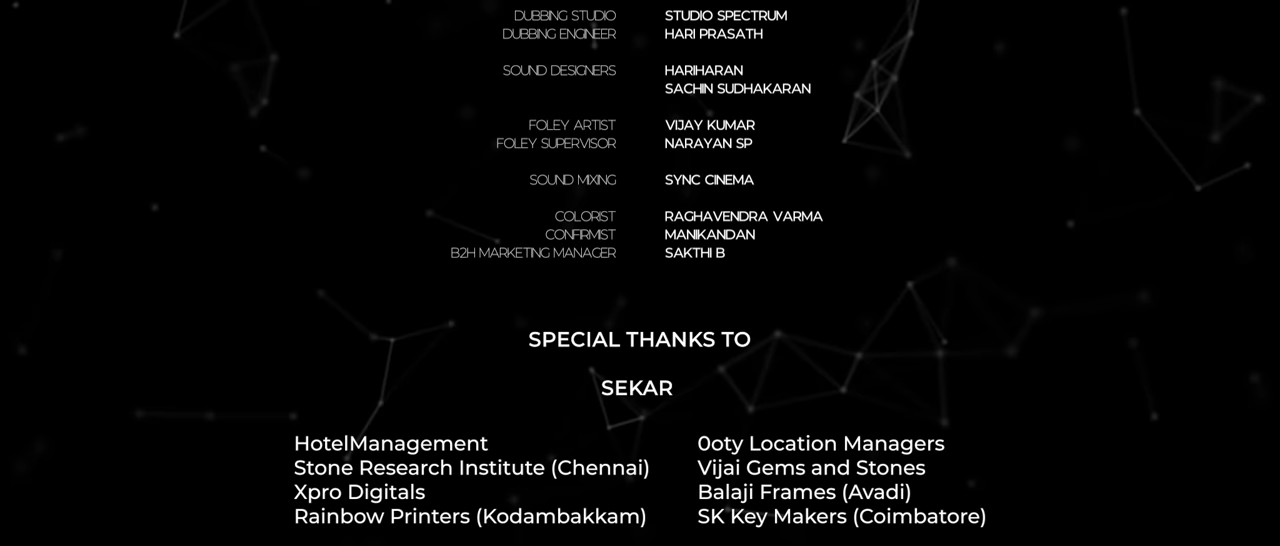 DUBBING STUDIO STUDIO SPECTRUM
DUBBING ENGINEER HARI PRASATH
SOUND DESIGNERS HARIHARAN
SACHIN SUDHAKARAN
FOLEY ARTIST VIJAY KUMAR
FOLEY SUPERVISOR NARAYAN SP
SOUND MIXING SYNC CINEMA
COLORIST RAGHAVENDRA VARMA
CONFIRMIST MANIKANDAN
B2H MARKETING MANAGER SAKTHI B
SPECIAL THANKS TO
SEKAR
HotelManagement 0oty Location Managers
Stone Research Institute (Chennai) Vijai Gems and Stones
Xpro Digitals Balaji Frames (Avadi)
Rainbow Printers (Kodambakkam) SK Key Makers (Coimbatore)